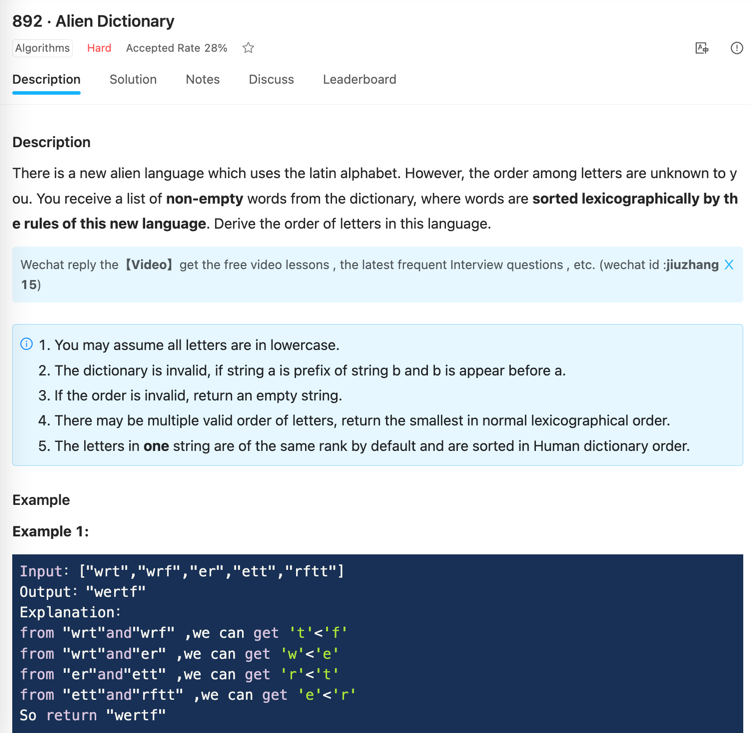 892 · Alien Dictionary
Algorithms Hard Accepted Rate 28%
Description Solution Notes Discuss Leaderboard
Description
There is a new alien language which uses the latin alphabet. However, the order among letters are unknown to y
ou. You receive a list of non-empty words from the dictionary, where words are sorted lexicographically by th
e rules of this new language. Derive the order of letters in this language.
Wechat reply the【Video】get the free video lessons , the latest frequent Interview questions , etc. (wechat id :jiuzhang
15)
1. You may assume all letters are in lowercase.
2. The dictionary is invalid, if string a is prefix of string b and b is appear before a.
3. If the order is invalid, return an empty string.
4. There may be multiple valid order of letters, return the smallest in normal lexicographical order.
5. The letters in one string are of the same rank by default and are sorted in Human dictionary order.
Example
Example 1:
Input: ["wrt","wrf","er","ett","rftt"]
Output: "wertf"
Explanation:
from "wrt"and"wrf" ,we can get 't'<'f'
from "wrt"and"er" ,we can get 'w'<'e'
from "er"and"ett" ,we can get 'r'<'t'
from "ett"and"rftt" ,we can get 'e'<'r'
So return "wertf"